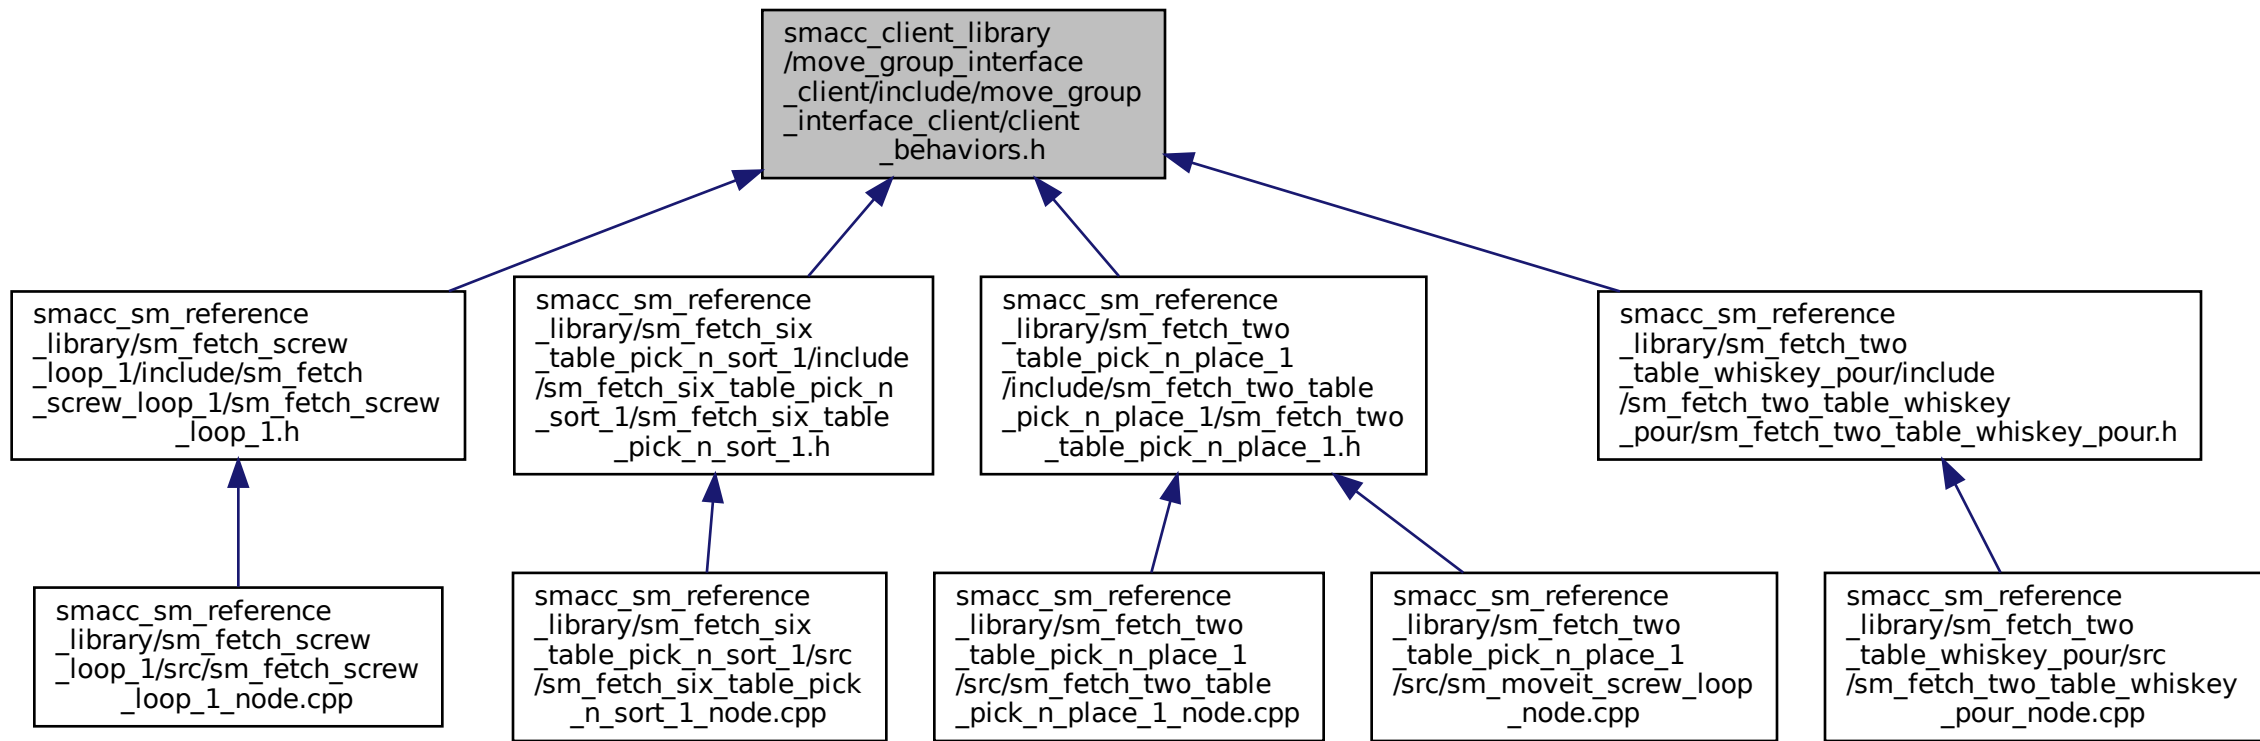 smacc_client_library
/move_group_interface
_client/include/move_group
_interface_client/client
_behaviors.h
smacc_sm_reference
_library/sm_fetch_screw
_loop_1/include/sm_fetch
_screw_loop_1/sm_fetch_screw
_loop_1.h
smacc_sm_reference
_library/sm_fetch_six
_table_pick_n_sort_1/include
/sm_fetch_six_table_pick_n
_sort_1/sm_fetch_six_table
_pick_n_sort_1.h
smacc_sm_reference
_library/sm_fetch_two
_table_pick_n_place_1
/include/sm_fetch_two_table
_pick_n_place_1/sm_fetch_two
_table_pick_n_place_1.h
smacc_sm_reference
_library/sm_fetch_two
_table_whiskey_pour/include
/sm_fetch_two_table_whiskey
_pour/sm_fetch_two_table_whiskey_pour.h
smacc_sm_reference
_library/sm_fetch_screw
_loop_1/src/sm_fetch_screw
_loop_1_node.cpp
smacc_sm_reference
_library/sm_fetch_six
_table_pick_n_sort_1/src
/sm_fetch_six_table_pick
_n_sort_1_node.cpp
smacc_sm_reference
_library/sm_fetch_two
_table_pick_n_place_1
/src/sm_fetch_two_table
_pick_n_place_1_node.cpp
smacc_sm_reference
_library/sm_fetch_two
_table_pick_n_place_1
/src/sm_moveit_screw_loop
_node.cpp
smacc_sm_reference
_library/sm_fetch_two
_table_whiskey_pour/src
/sm_fetch_two_table_whiskey
_pour_node.cpp